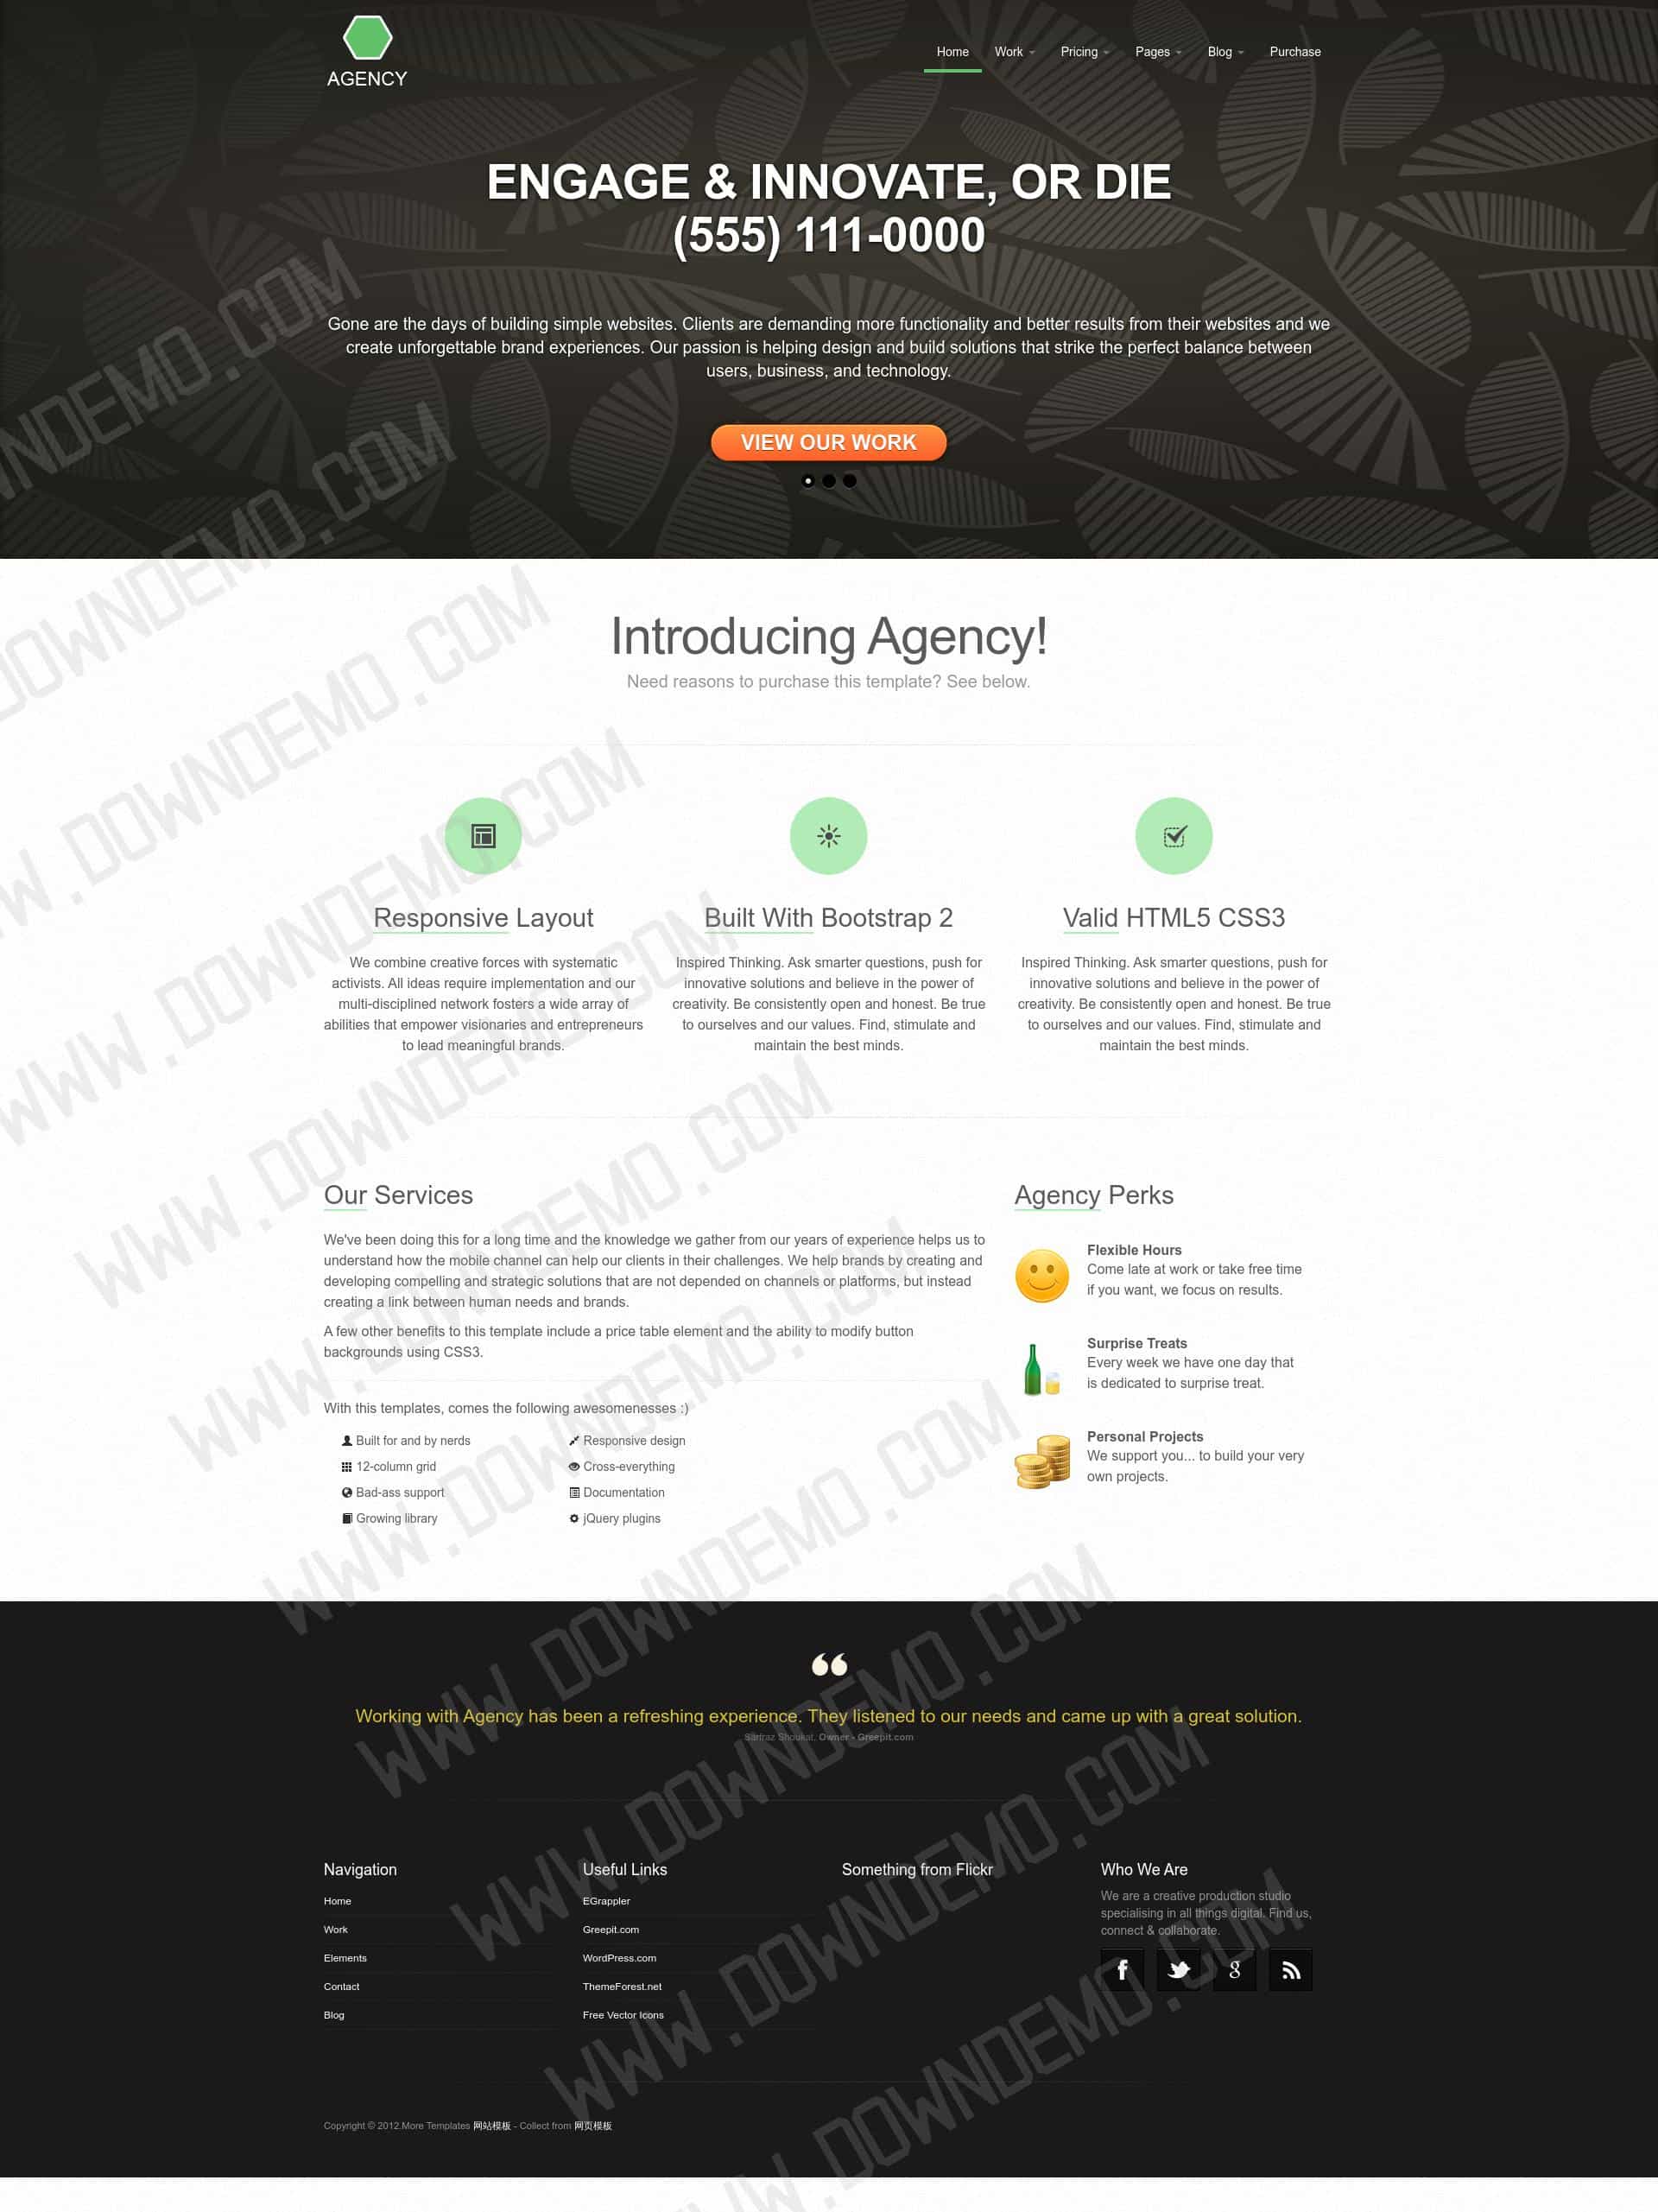 AGENCY
Home Work Pricing Pages Blog Purchase
ENGAGE & INNOVATE, OR DIE
(555) 111-0000
Gone are the days of building simple websites. Clients are demanding more functionality and better results from their websites and we
create unforgettable brand experiences. Our passion is helping design and build solutions that strike the perfect balance between
users, business, and technology.
VIEW OUR WORK
Introducing Agency!
Need reasons to purchase this template? See below.
Responsive Layout
We combine creative forces with systematic
activists. All ideas require implementation and our
multi-disciplined network fosters a wide array of
abilities that empower visionaries and entrepreneurs
to lead meaningful brands.
Built With Bootstrap 2
Inspired Thinking. Ask smarter questions, push for
innovative solutions and believe in the power of
creativity. Be consistently open and honest. Be true
to ourselves and our values. Find, stimulate and
maintain the best minds.
Valid HTML5 CSS3
Inspired Thinking. Ask smarter questions, push for
innovative solutions and believe in the power of
creativity. Be consistently open and honest. Be true
to ourselves and our values. Find, stimulate and
maintain the best minds.
Our Services
We've been doing this for a long time and the knowledge we gather from our years of experience helps us to
understand how the mobile channel can help our clients in their challenges. We help brands by creating and
developing compelling and strategic solutions that are not depended on channels or platforms, but instead
creating a link between human needs and brands.
A few other benefits to this template include a price table element and the ability to modify button
backgrounds using CSS3.
With this templates, comes the following awesomenesses :)
Built for and by nerds
12-column grid
Bad-ass support
Growing library
Responsive design
Cross-everything
Documentation
jQuery plugins
Agency Perks
Flexible Hours
Come late at work or take free time
if you want, we focus on results.
Surprise Treats
Every week we have one day that
is dedicated to surprise treat.
Personal Projects
We support you... to build your very
own projects.
Working with Agency has been a refreshing experience. They listened to our needs and came up with a great solution.
Sarfraz Shoukat, Owner - Greepit.com
Navigation
Home
Work
Elements
Contact
Blog
Useful Links
EGrappler
Greepit.com
WordPress.com
ThemeForest.net
Free Vector Icons
Something from Flickr
Who We Are
We are a creative production studio
specialising in all things digital. Find us,
connect & collaborate.
Copyright © 2012.More Templates 网站模板 - Collect from 网页模板
WWW.DOWNDEMO.COM
WWW.DOWNDEMO.COM
WWW.DOWNDEMO.COM
WWW.DOWNDEMO.COM
WWW.DOWNDEMO.COM
WWW.DOWNDEMO.COM
WWW.DOWNDEMO.COM
WWW.DOWNDEMO.COM